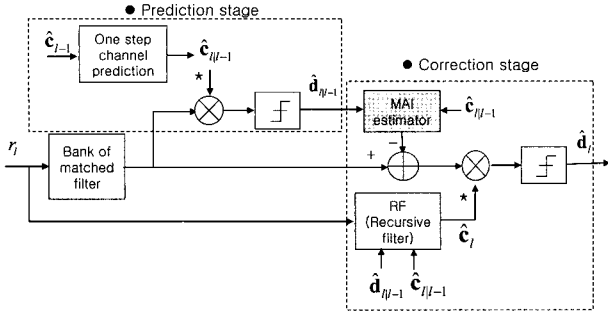 ● Prediction stage
ĉ_{l-1}
One step
channel
prediction
ĉ_{l|l-1}
*
d̂_{l|l-1}
● Correction stage
MAI
estimator
ĉ_{l|l-1}
r_l
Bank of
matched
filter
+
−
*
d̂_l
RF
(Recursive
filter)
ĉ_l
d̂_{l|l-1} ĉ_{l|l-1}